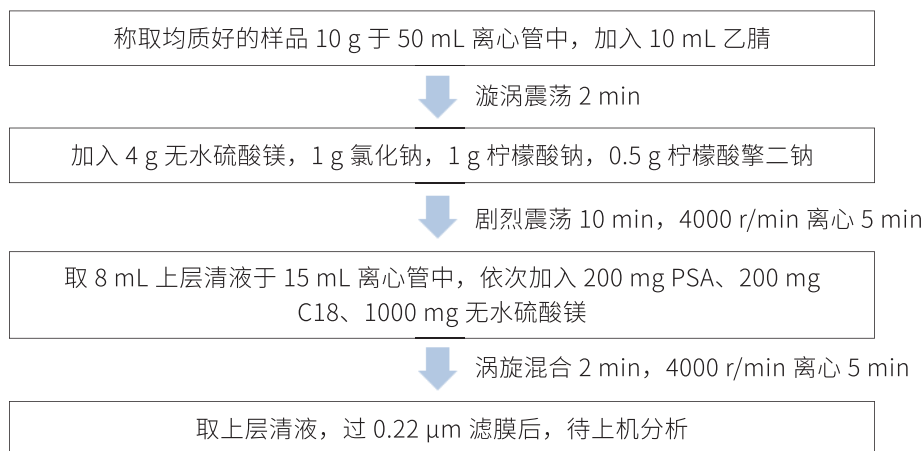 称取均质好的样品 10 g 于 50 mL 离心管中，加入 10 mL 乙腈
漩涡震荡 2 min
加入 4 g 无水硫酸镁，1 g 氯化钠，1 g 柠檬酸钠，0.5 g 柠檬酸擎二钠
剧烈震荡 10 min，4000 r/min 离心 5 min
取 8 mL 上层清液于 15 mL 离心管中，依次加入 200 mg PSA、200 mg
C18、1000 mg 无水硫酸镁
涡旋混合 2 min，4000 r/min 离心 5 min
取上层清液，过 0.22 μm 滤膜后，待上机分析